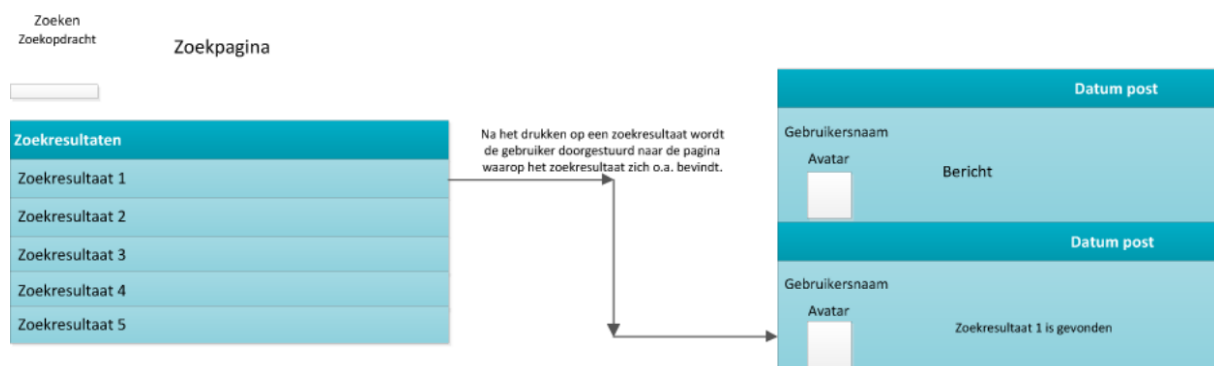 Zoeken
Zoekopdracht
Zoekpagina
Zoekresultaten
Zoekresultaat 1
Zoekresultaat 2
Zoekresultaat 3
Zoekresultaat 4
Zoekresultaat 5
Na het drukken op een zoekresultaat wordt
de gebruiker doorgestuurd naar de pagina
waarop het zoekresultaat zich o.a. bevindt.
Datum post
Gebruikersnaam
Avatar
Bericht
Datum post
Gebruikersnaam
Avatar
Zoekresultaat 1 is gevonden